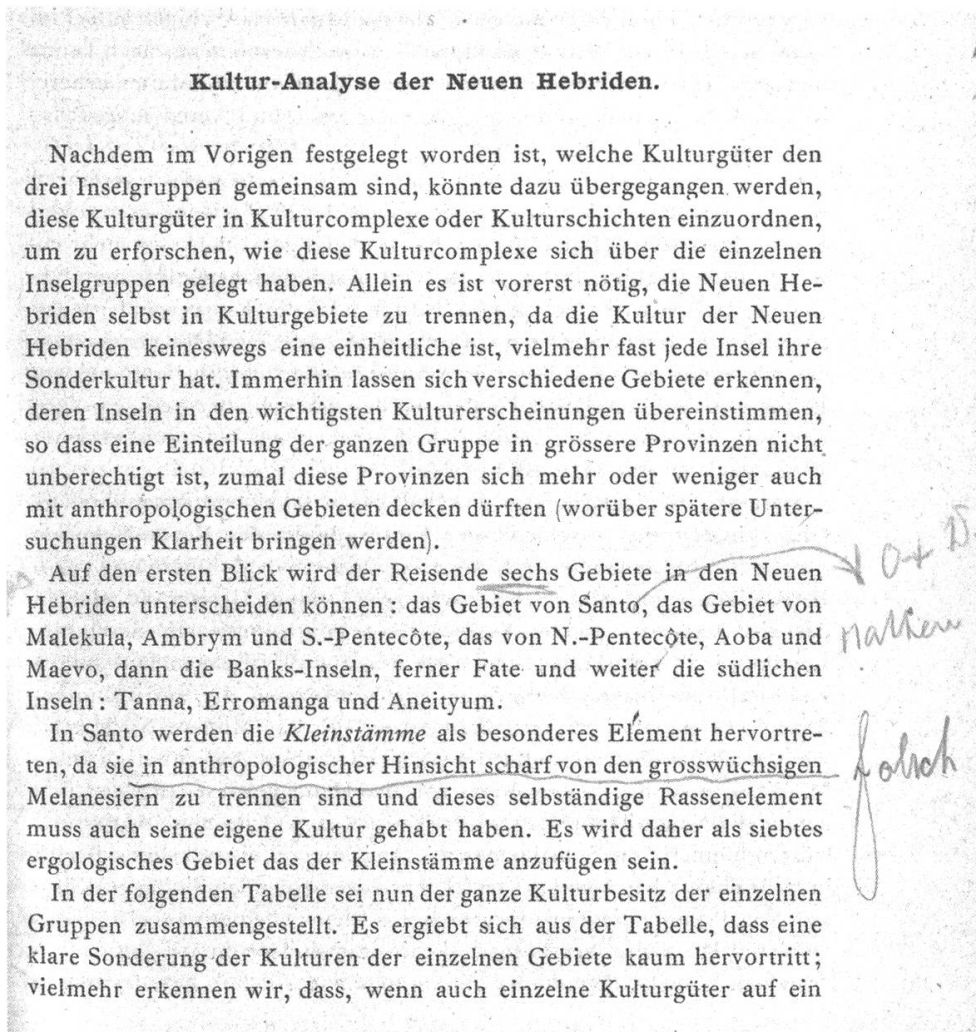 Kultur-Analyse der Neuen Hebriden.
Nachdem im Vorigen festgelegt worden ist, welche Kulturgüter den
drei Inselgruppen gemeinsam sind, könnte dazu übergegangen werden,
diese Kulturgüter in Kulturcomplexe oder Kulturschichten einzuordnen,
um zu erforschen, wie diese Kulturcomplexe sich über die einzelnen
Inselgruppen gelegt haben. Allein es ist vorerst nötig, die Neuen He-
briden selbst in Kulturgebiete zu trennen, da die Kultur der Neuen
Hebriden keineswegs eine einheitliche ist, vielmehr fast jede Insel ihre
Sonderkultur hat. Immerhin lassen sich verschiedene Gebiete erkennen,
deren Inseln in den wichtigsten Kulturerscheinungen übereinstimmen,
so dass eine Einteilung der ganzen Gruppe in grössere Provinzen nicht
unberechtigt ist, zumal diese Provinzen sich mehr oder weniger auch
mit anthropologischen Gebieten decken dürften (worüber spätere Unter-
suchungen Klarheit bringen werden).
Auf den ersten Blick wird der Reisende sechs Gebiete in den Neuen
Hebriden unterscheiden können : das Gebiet von Santo, das Gebiet von
Malekula, Ambrym und S.-Pentecôte, das von N.-Pentecôte, Aoba und
Maevo, dann die Banks-Inseln, ferner Fate und weiter die südlichen
Inseln : Tanna, Erromanga und Aneityum.
In Santo werden die Kleinstämme als besonderes Element hervortre-
ten, da sie in anthropologischer Hinsicht scharf von den grosswüchsigen
falsch
Melanesiern zu trennen sind und dieses selbständige Rassenelement
muss auch seine eigene Kultur gehabt haben. Es wird daher als siebtes
ergologisches Gebiet das der Kleinstämme anzufügen sein.
In der folgenden Tabelle sei nun der ganze Kulturbesitz der einzelnen
Gruppen zusammengestellt. Es ergiebt sich aus der Tabelle, dass eine
klare Sonderung der Kulturen der einzelnen Gebiete kaum hervortritt ;
vielmehr erkennen wir, dass, wenn auch einzelne Kulturgüter auf ein